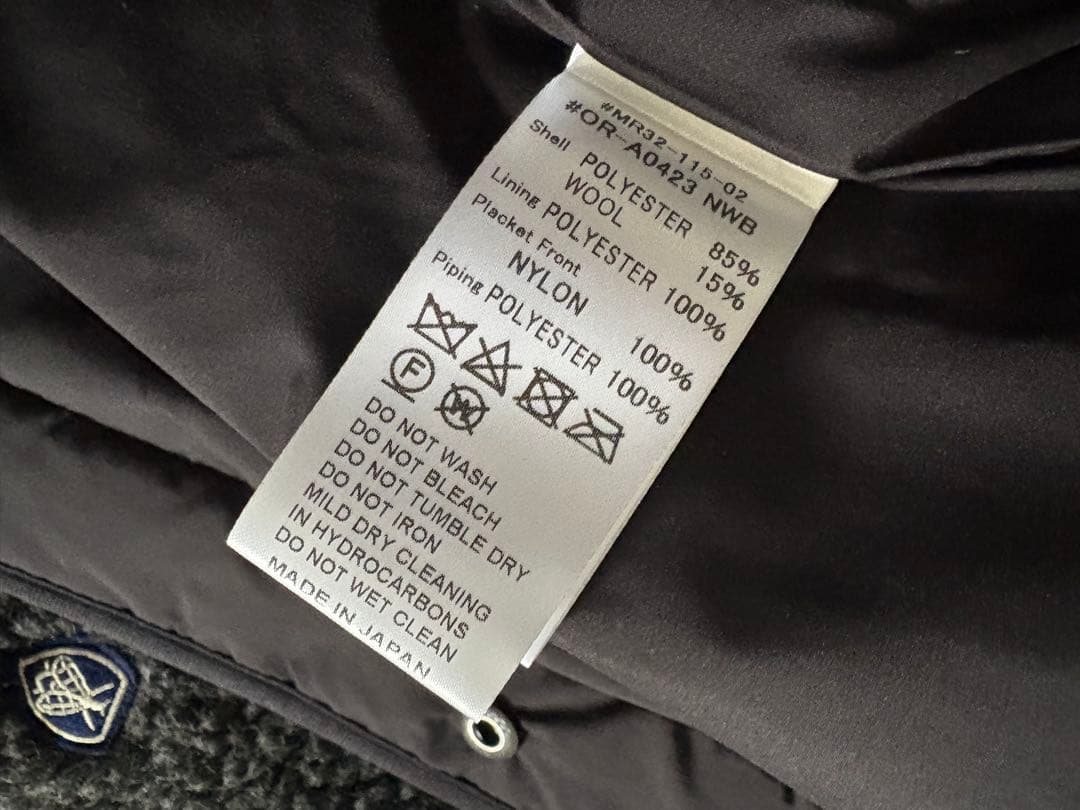 #MR32-115-02
#OR-A0423 NWB
Shell POLYESTER 85%
WOOL 15%
Lining POLYESTER 100%
Placket Front
NYLON 100%
Piping POLYESTER 100%
F W
DO NOT WASH
DO NOT BLEACH
DO NOT TUMBLE DRY
DO NOT IRON
MILD DRY CLEANING
IN HYDROCARBONS
DO NOT WET CLEAN
MADE IN JAPAN